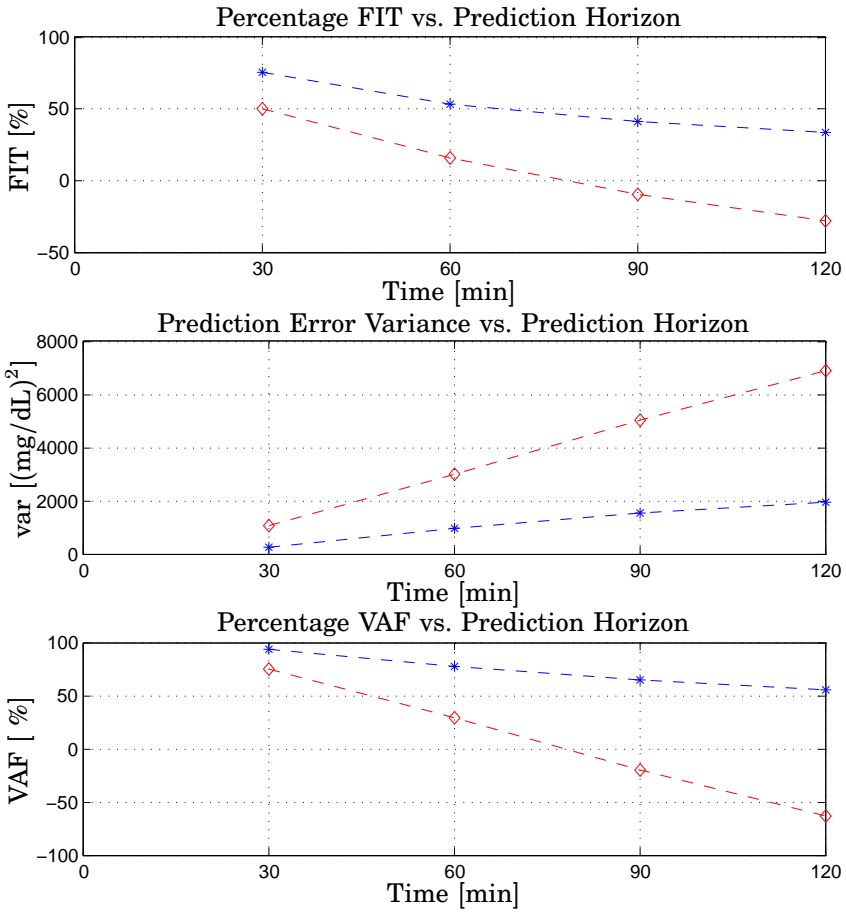 Percentage FIT vs. Prediction Horizon
FIT [%]
100
50
0
−50
0 30 60 90 120
Time [min]
Prediction Error Variance vs. Prediction Horizon
var [(mg/dL)²]
8000
6000
4000
2000
0
0 30 60 90 120
Time [min]
Percentage VAF vs. Prediction Horizon
VAF [ %]
100
50
0
−50
−100
0 30 60 90 120
Time [min]